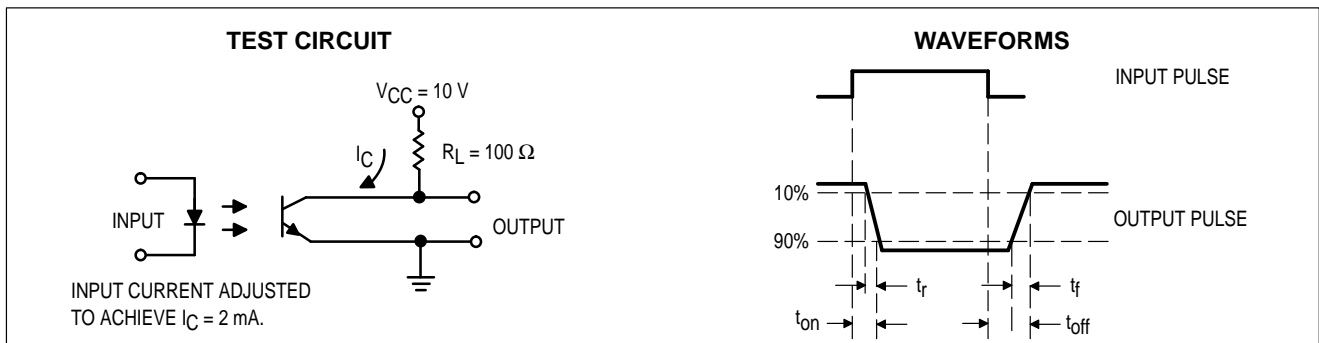 TEST CIRCUIT
VCC = 10 V
IC
RL = 100 Ω
INPUT
OUTPUT
INPUT CURRENT ADJUSTED
TO ACHIEVE IC = 2 mA.
WAVEFORMS
INPUT PULSE
10%
OUTPUT PULSE
90%
tr
tf
ton
toff